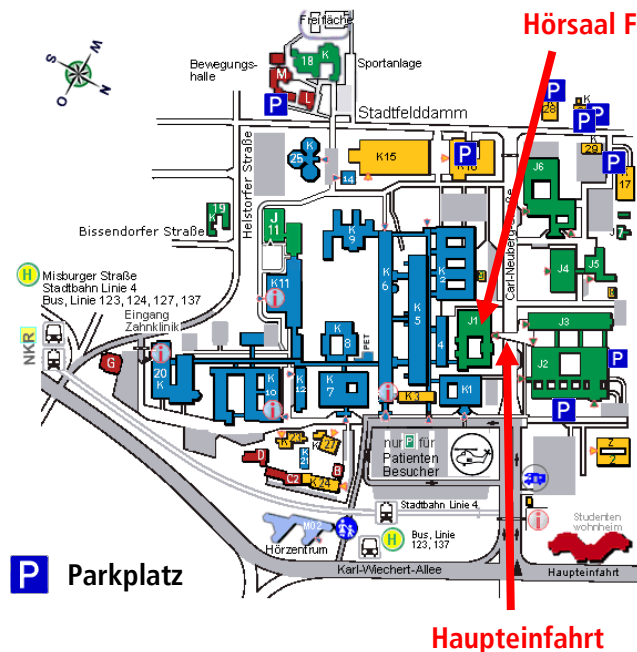 Hörsaal F
Freifläche
18 K
Bewegungs-
halle
M
L
Sportanlage
P
Stadtfelddamm
W
S
N
O
K
28
P
P
P
K
29
P
K
17
25
K15
P
14
J6
Helstorfer Straße
19
K
J
11
Bissendorfer Straße
K
9
K
6
K
2
Carl-Neuberg-Straße
J7
J4
J5
H
Misburger Straße
Stadtbahn Linie 4
Bus, Linie 123, 124, 127, 137
K11
i
K
5
J1
J3
NKR
Eingang
Zahnklinik
i
G
20
K
K
8
PET
4
J2
P
K
10
i
K
12
K
7
i
K 3
K1
P
nur P für
Patienten
Besucher
K 23
27
K
21
D
C2
B
K 24
Z
2
Stadtbahn Linie 4
i
Studenten
wohnheim
M02
Hörzentrum
H
Bus, Linie
123, 137
P Parkplatz
Karl-Wiechert-Allee
Haupteinfahrt
Haupteinfahrt